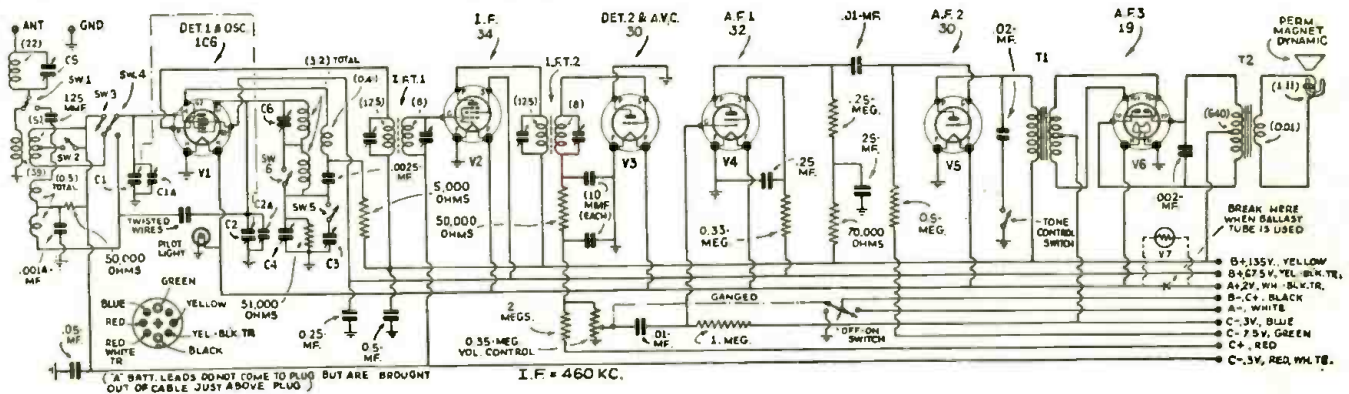 ANT
GND
(22)
C5
SW.1
.125
MMF
(5)
SW.3
SW.4
SW.2
(39)
(0.5)
TOTAL
C1
C1A
.001A-
MF.
50,000
OHMS
TWISTED
WIRES
PILOT
LIGHT
DET.1 & OSC.
1C6
V1
(3.2) TOTAL
C6
SW
6
SW.5
C2
C2A
C4
C3
.0025-
MF.
51,000
OHMS
I.F.T.1
(12.5)
(8)
5,000
OHMS
I.F.
34
V2
I.F.T.2
(12.5)
(8)
50,000
OHMS
(10
MMF
(EACH)
DET.2 & A.V.C.
30
V3
A.F.1
32
V4
.25
MF.
0.33-
MEG.
.01-MF.
.25-
MEG.
.25-
MF.
70,000
OHMS
A.F.2
30
V5
0.5-
MEG.
.02-
MF.
TONE
CONTROL
SWITCH
T1
A.F.3
19
V6
.002-
MF.
T2
(640)
(0.01)
PERM.
MAGNET
DYNAMIC
BREAK HERE
WHEN BALLAST
TUBE IS USED
V7
X
B+,135V., YELLOW
B+,67.5V, YEL-BLK.TR.
A+,2V., WH.-BLK.TR.
B-, C+, BLACK
A-, WHITE
C-,3V., BLUE
C-7.5V, GREEN
C+, RED
C-.3V, RED, WH.TR.
GREEN
BLUE
YELLOW
RED
YEL-BLK TR
RED
WHITE
TR
BLACK
.05-
MF.
0.25-
MF.
0.5-
MF.
2
MEGS.
0.35-MEG
VOL. CONTROL
.01-
MF.
1. MEG.
GANGED
OFF-ON
SWITCH
("A" BATT. LEADS DO NOT COME TO PLUG BUT ARE BROUGHT
OUT OF CABLE JUST ABOVE PLUG)
I.F. = 460 KC.